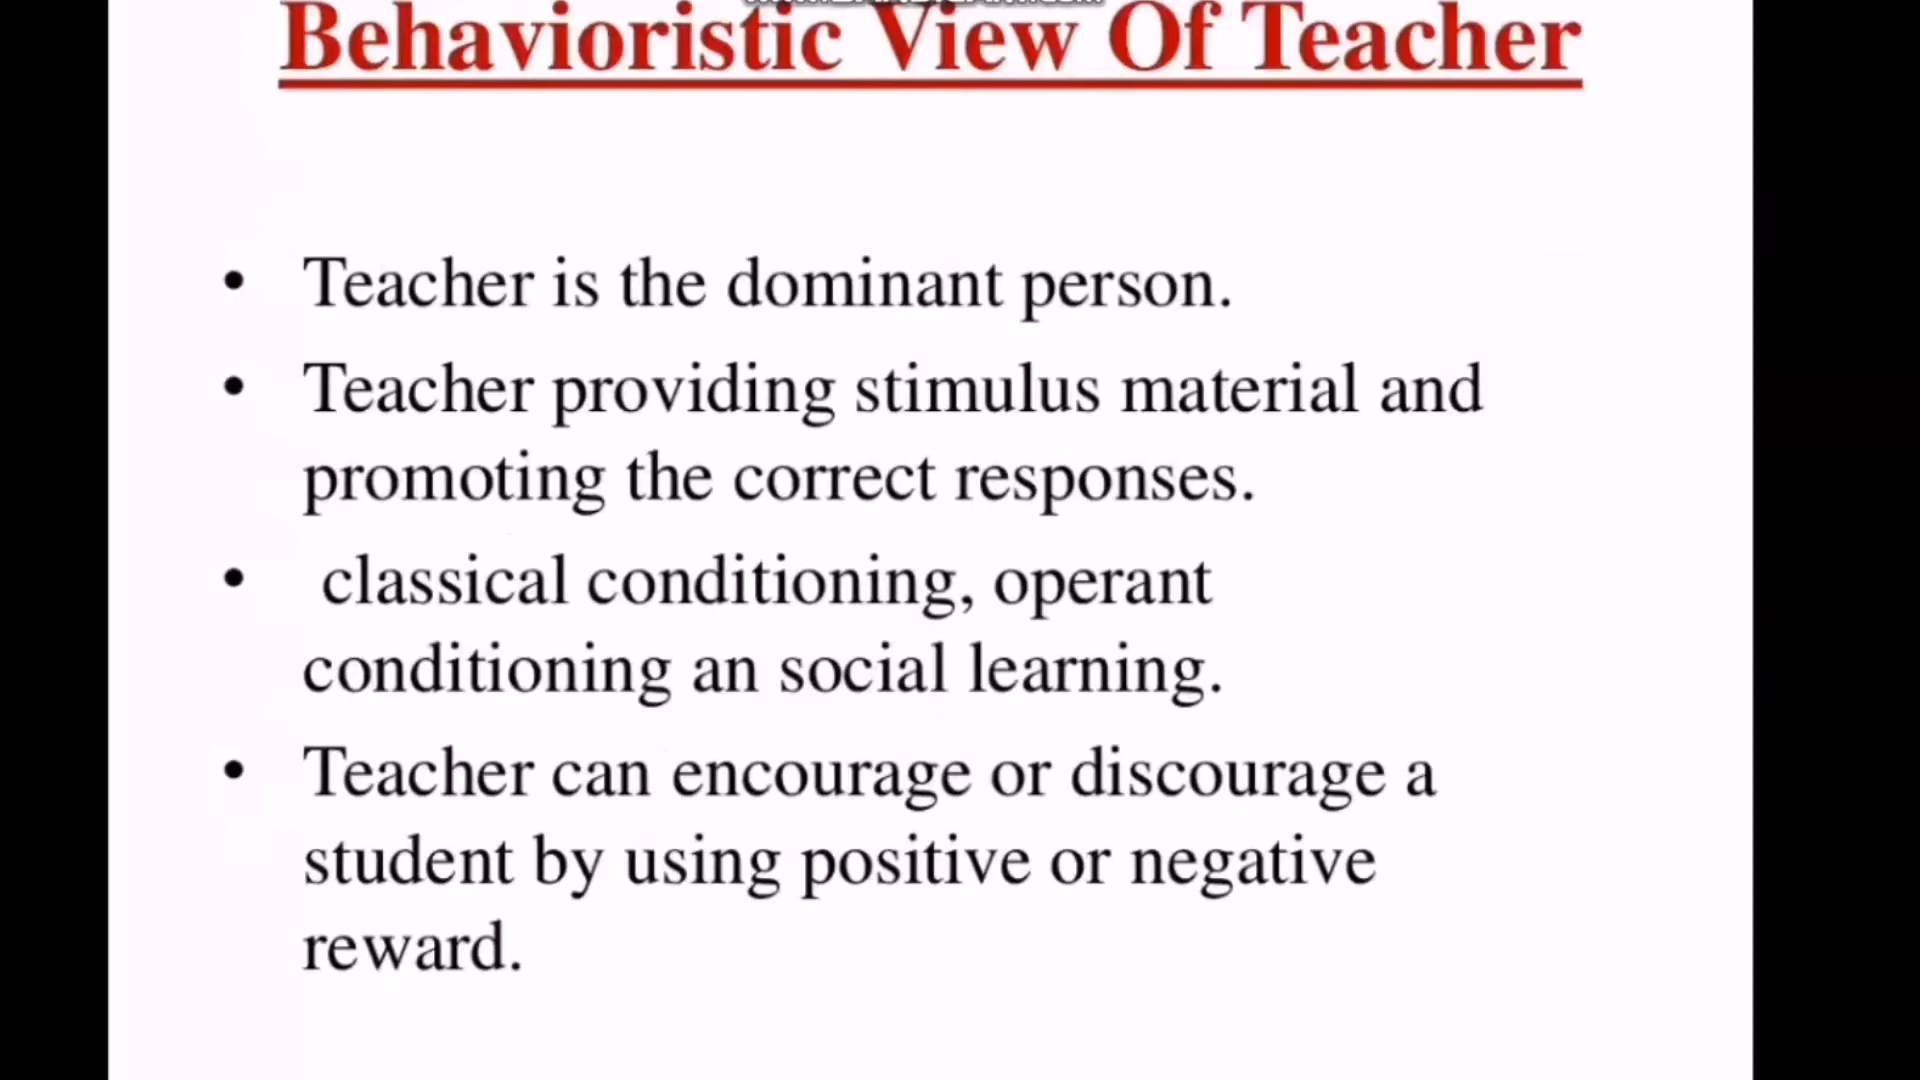 Behavioristic View Of Teacher
• Teacher is the dominant person.
• Teacher providing stimulus material and
promoting the correct responses.
• classical conditioning, operant
conditioning an social learning.
• Teacher can encourage or discourage a
student by using positive or negative
reward.